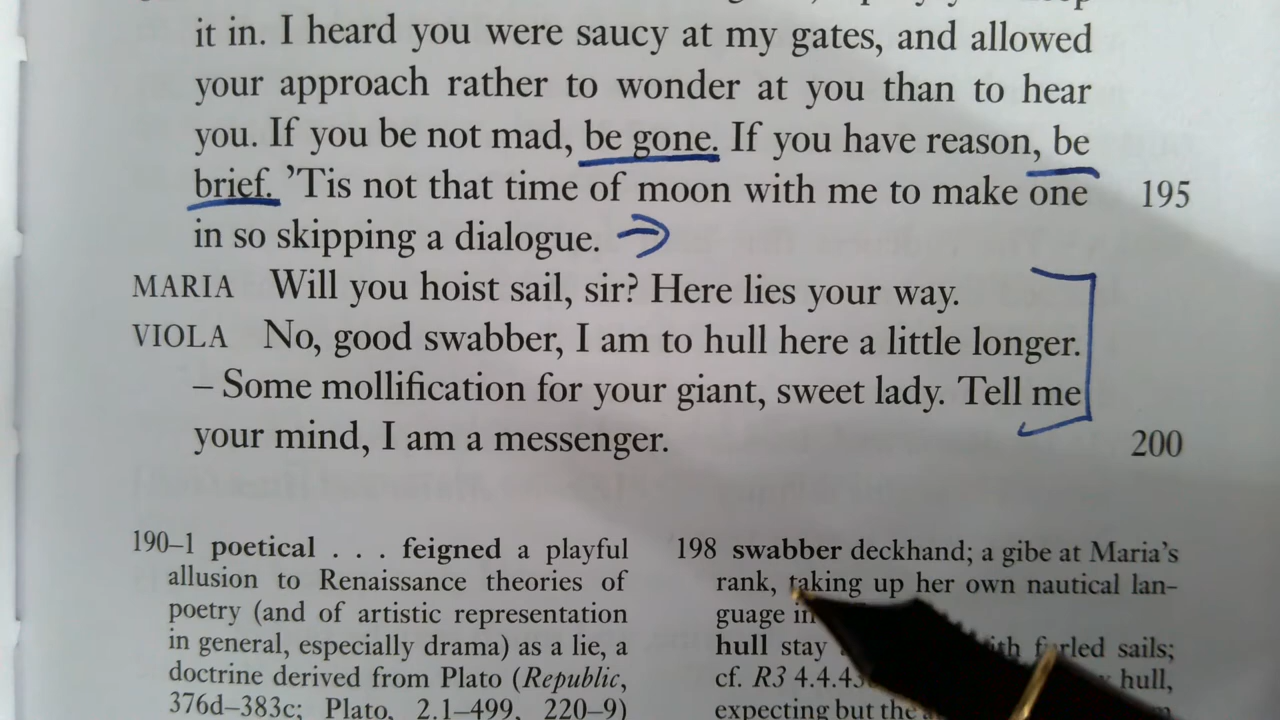 it in. I heard you were saucy at my gates, and allowed
your approach rather to wonder at you than to hear
you. If you be not mad, be gone. If you have reason, be
brief. ’Tis not that time of moon with me to make one 195
in so skipping a dialogue.
MARIA Will you hoist sail, sir? Here lies your way.
VIOLA No, good swabber, I am to hull here a little longer.
– Some mollification for your giant, sweet lady. Tell me
your mind, I am a messenger. 200
190–1 poetical . . . feigned a playful
allusion to Renaissance theories of
poetry (and of artistic representation
in general, especially drama) as a lie, a
doctrine derived from Plato (Republic,
376d–383c; Plato, 2.1–499, 220–9)
198 swabber deckhand; a gibe at Maria’s
rank, taking up her own nautical lan-
guage
hull stay with furled sails;
cf. R3 4.4. hull,
expecting but the